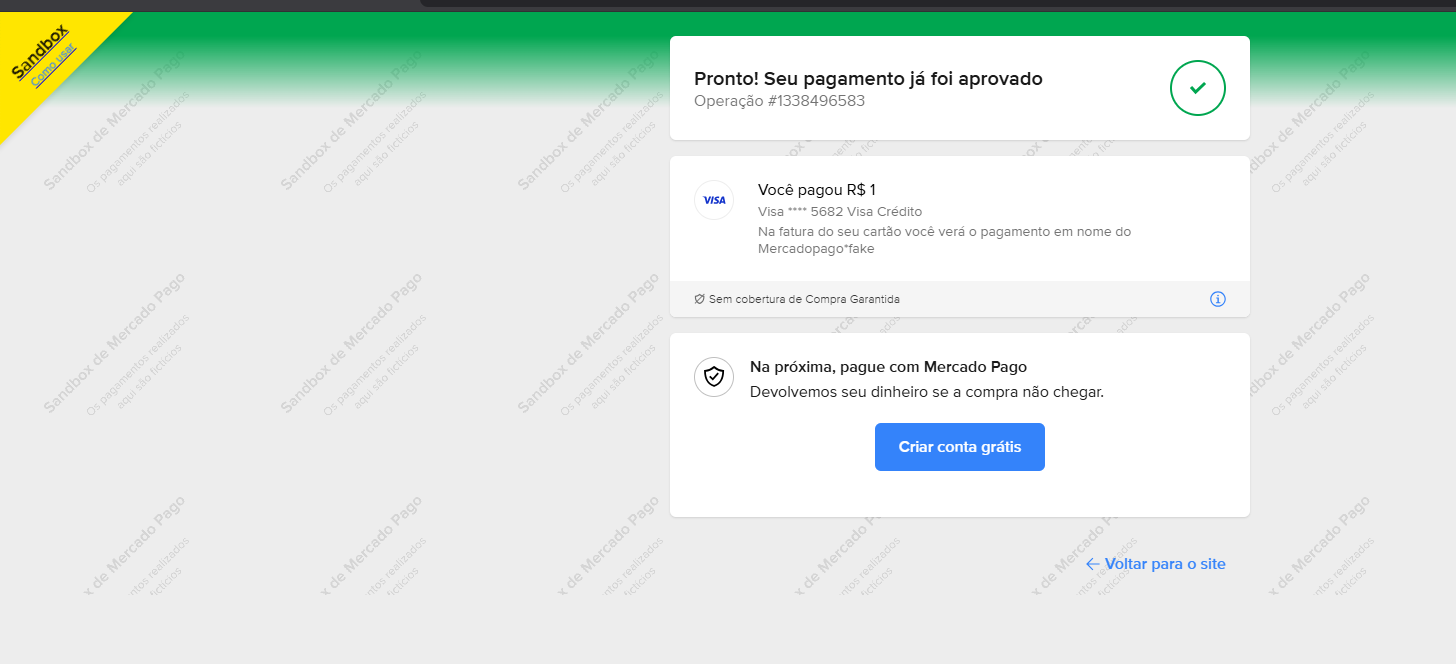 Sandbox
Como usar
Pronto! Seu pagamento já foi aprovado
Operação #1338496583
VISA
Você pagou R$ 1
Visa **** 5682 Visa Crédito
Na fatura do seu cartão você verá o pagamento em nome do
Mercadopago*fake
Sem cobertura de Compra Garantida
Na próxima, pague com Mercado Pago
Devolvemos seu dinheiro se a compra não chegar.
Criar conta grátis
Voltar para o site
Sandbox de Mercado Pago
Os pagamentos realizados
aqui são fictícios